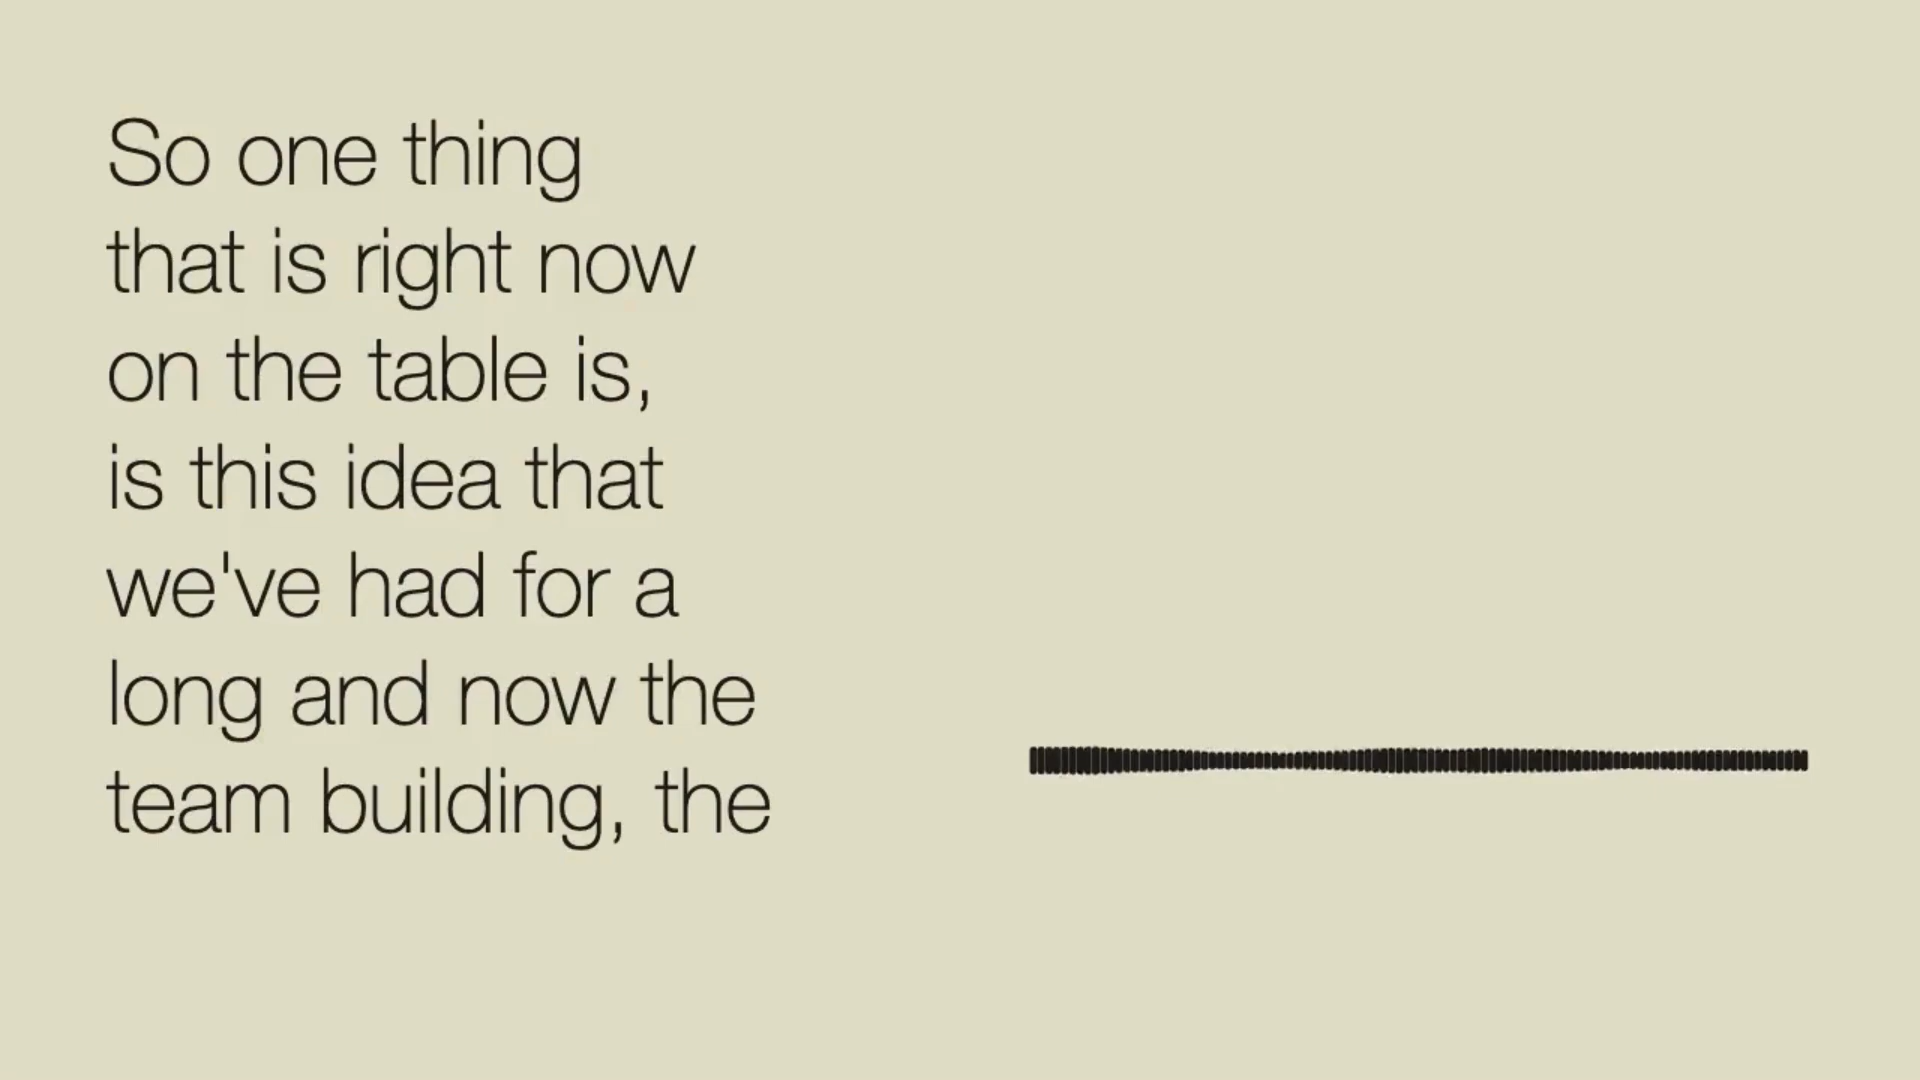 So one thing
that is right now
on the table is,
is this idea that
we've had for a
long and now the
team building, the